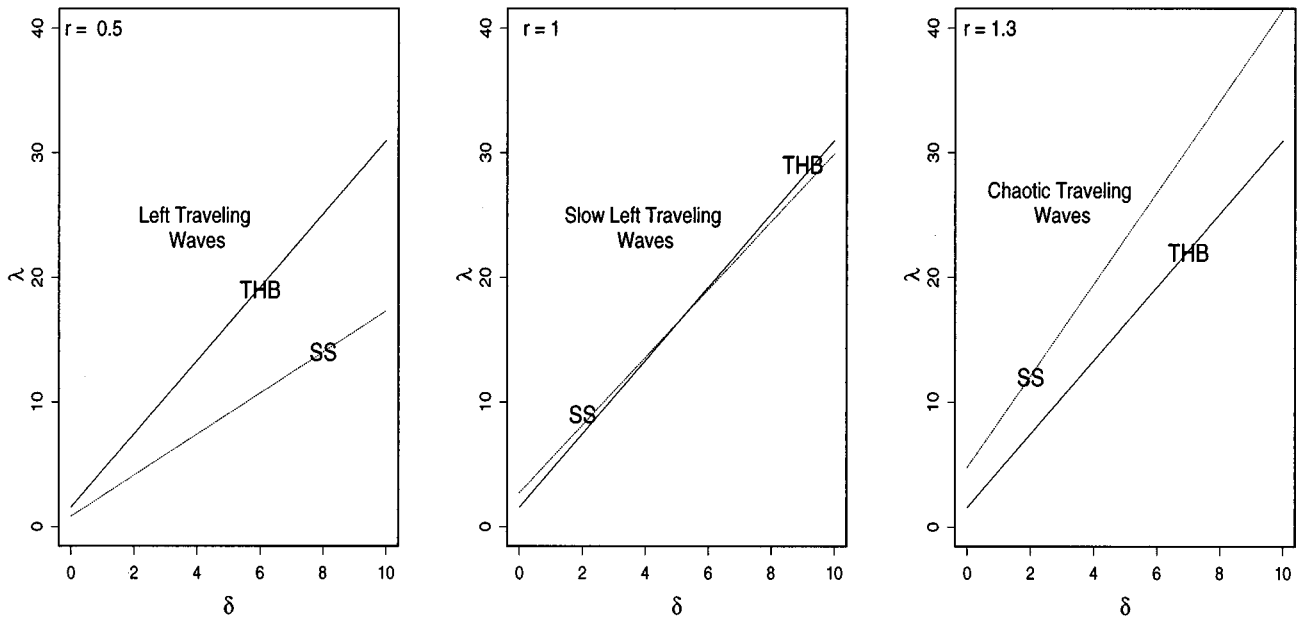 r = 0.5
40
30
20
10
0
λ
Left Traveling
Waves
THB
SS
0 2 4 6 8 10
δ
r = 1
40
30
20
10
0
λ
Slow Left Traveling
Waves
THB
SS
0 2 4 6 8 10
δ
r = 1.3
40
30
20
10
0
λ
Chaotic Traveling
Waves
SS
THB
0 2 4 6 8 10
δ